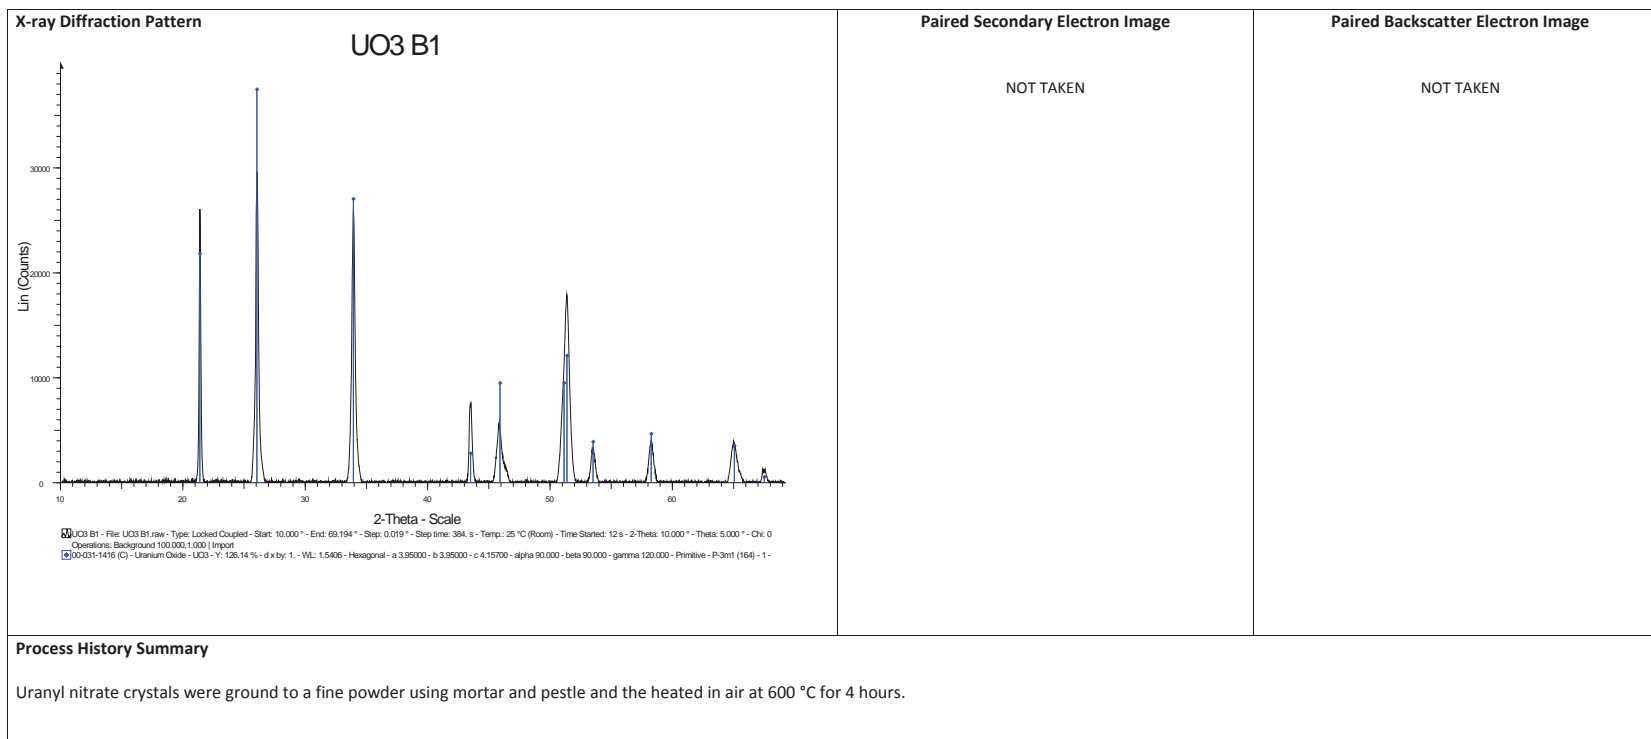 X-ray Diffraction Pattern
Paired Secondary Electron Image
Paired Backscatter Electron Image
UO3 B1
NOT TAKEN
NOT TAKEN
Lin (Counts)
30000
20000
10000
0
10 20 30 40 50 60
2-Theta - Scale
UO3 B1 - File: UO3 B1.raw - Type: Locked Coupled - Start: 10.000 ° - End: 69.194 ° - Step: 0.019 ° - Step time: 384. s - Temp.: 25 °C (Room) - Time Started: 12 s - 2-Theta: 10.000 ° - Theta: 5.000 ° - Chi: 0
Operations: Background 100.000,1.000 | Import
00-031-1416 (C) - Uranium Oxide - UO3 - Y: 126.14 % - d x by: 1. - WL: 1.5406 - Hexagonal - a 3.95000 - b 3.95000 - c 4.15700 - alpha 90.000 - beta 90.000 - gamma 120.000 - Primitive - P-3m1 (164) - 1 -
Process History Summary
Uranyl nitrate crystals were ground to a fine powder using mortar and pestle and the heated in air at 600 °C for 4 hours.